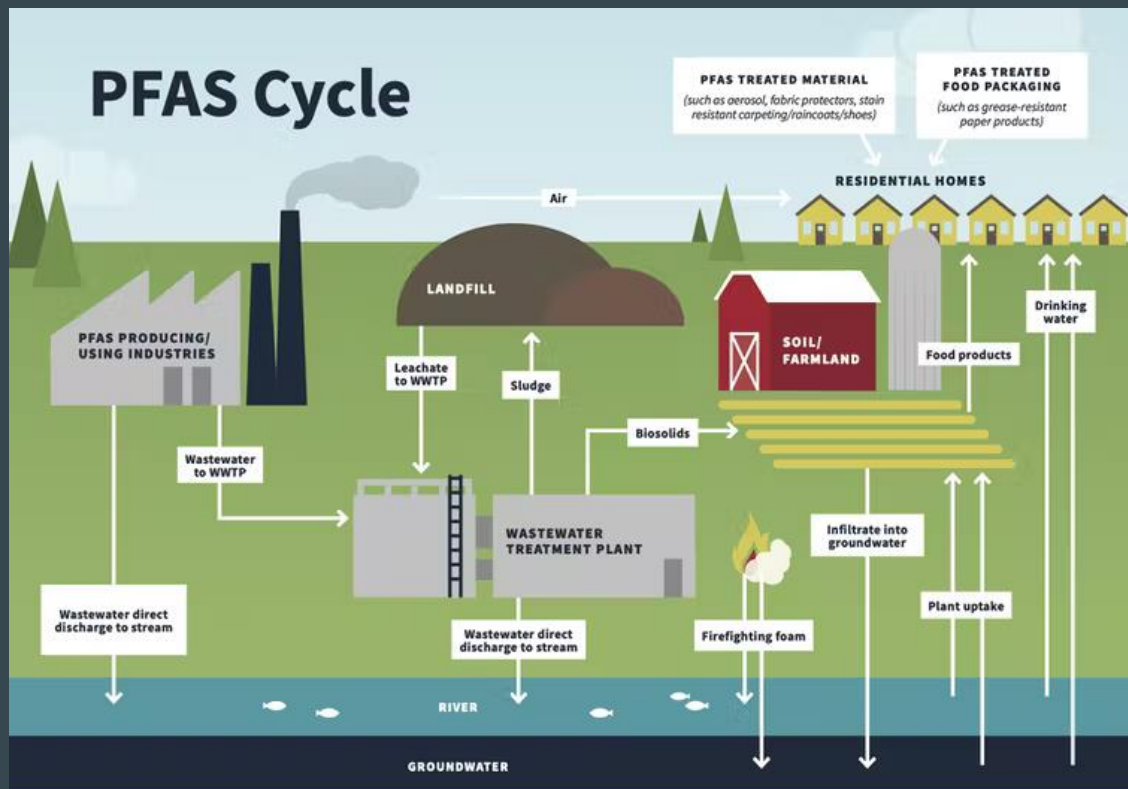 PFAS Cycle
PFAS TREATED MATERIAL
(such as aerosol, fabric protectors, stain
resistant carpeting/raincoats/shoes)
PFAS TREATED
FOOD PACKAGING
(such as grease-resistant
paper products)
RESIDENTIAL HOMES
Air
LANDFILL
PFAS PRODUCING/
USING INDUSTRIES
SOIL/
FARMLAND
Drinking
water
Food products
Leachate
to WWTP
Sludge
Biosolids
Wastewater
to WWTP
WASTEWATER
TREATMENT PLANT
Infiltrate into
groundwater
Plant uptake
Wastewater direct
discharge to stream
Wastewater direct
discharge to stream
Firefighting foam
RIVER
GROUNDWATER